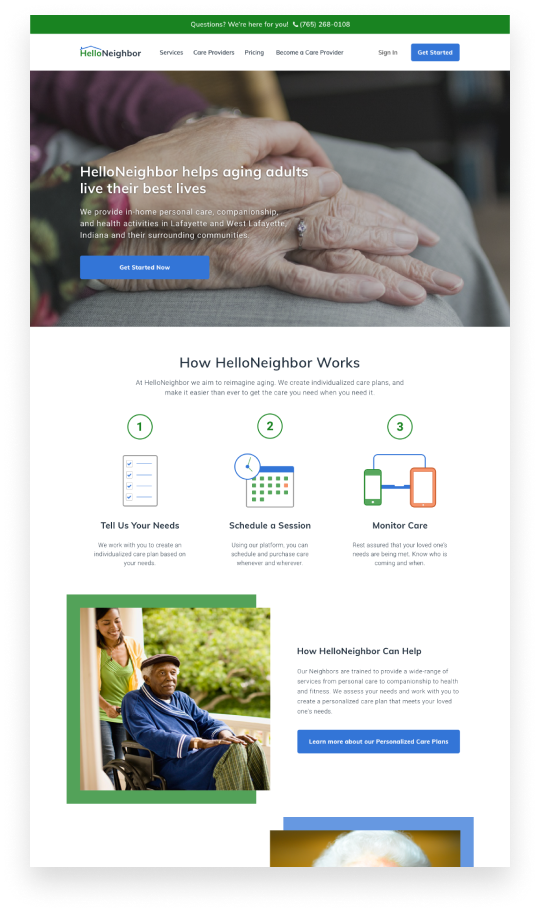 Questions? We're here for you! (765) 268-0108
HelloNeighbor Services Care Providers Pricing Become a Care Provider Sign In Get Started
HelloNeighbor helps aging adults
live their best lives
We provide in-home personal care, companionship,
and health activities in Lafayette and West Lafayette,
Indiana and their surrounding communities.
Get Started Now
How HelloNeighbor Works
At HelloNeighbor we aim to reimagine aging. We create individualized care plans, and
make it easier than ever to get the care you need when you need it.
1
2
3
Tell Us Your Needs
We work with you to create an
individualized care plan based on
your needs.
Schedule a Session
Using our platform, you can
schedule and purchase care
whenever and wherever.
Monitor Care
Rest assured that your loved one's
needs are being met. Know who is
coming and when.
How HelloNeighbor Can Help
Our Neighbors are trained to provide a wide-range of
services from personal care to companionship to health
and fitness. We assess your needs and work with you to
create a personalized care plan that meets your loved
one's needs.
Learn more about our Personalized Care Plans